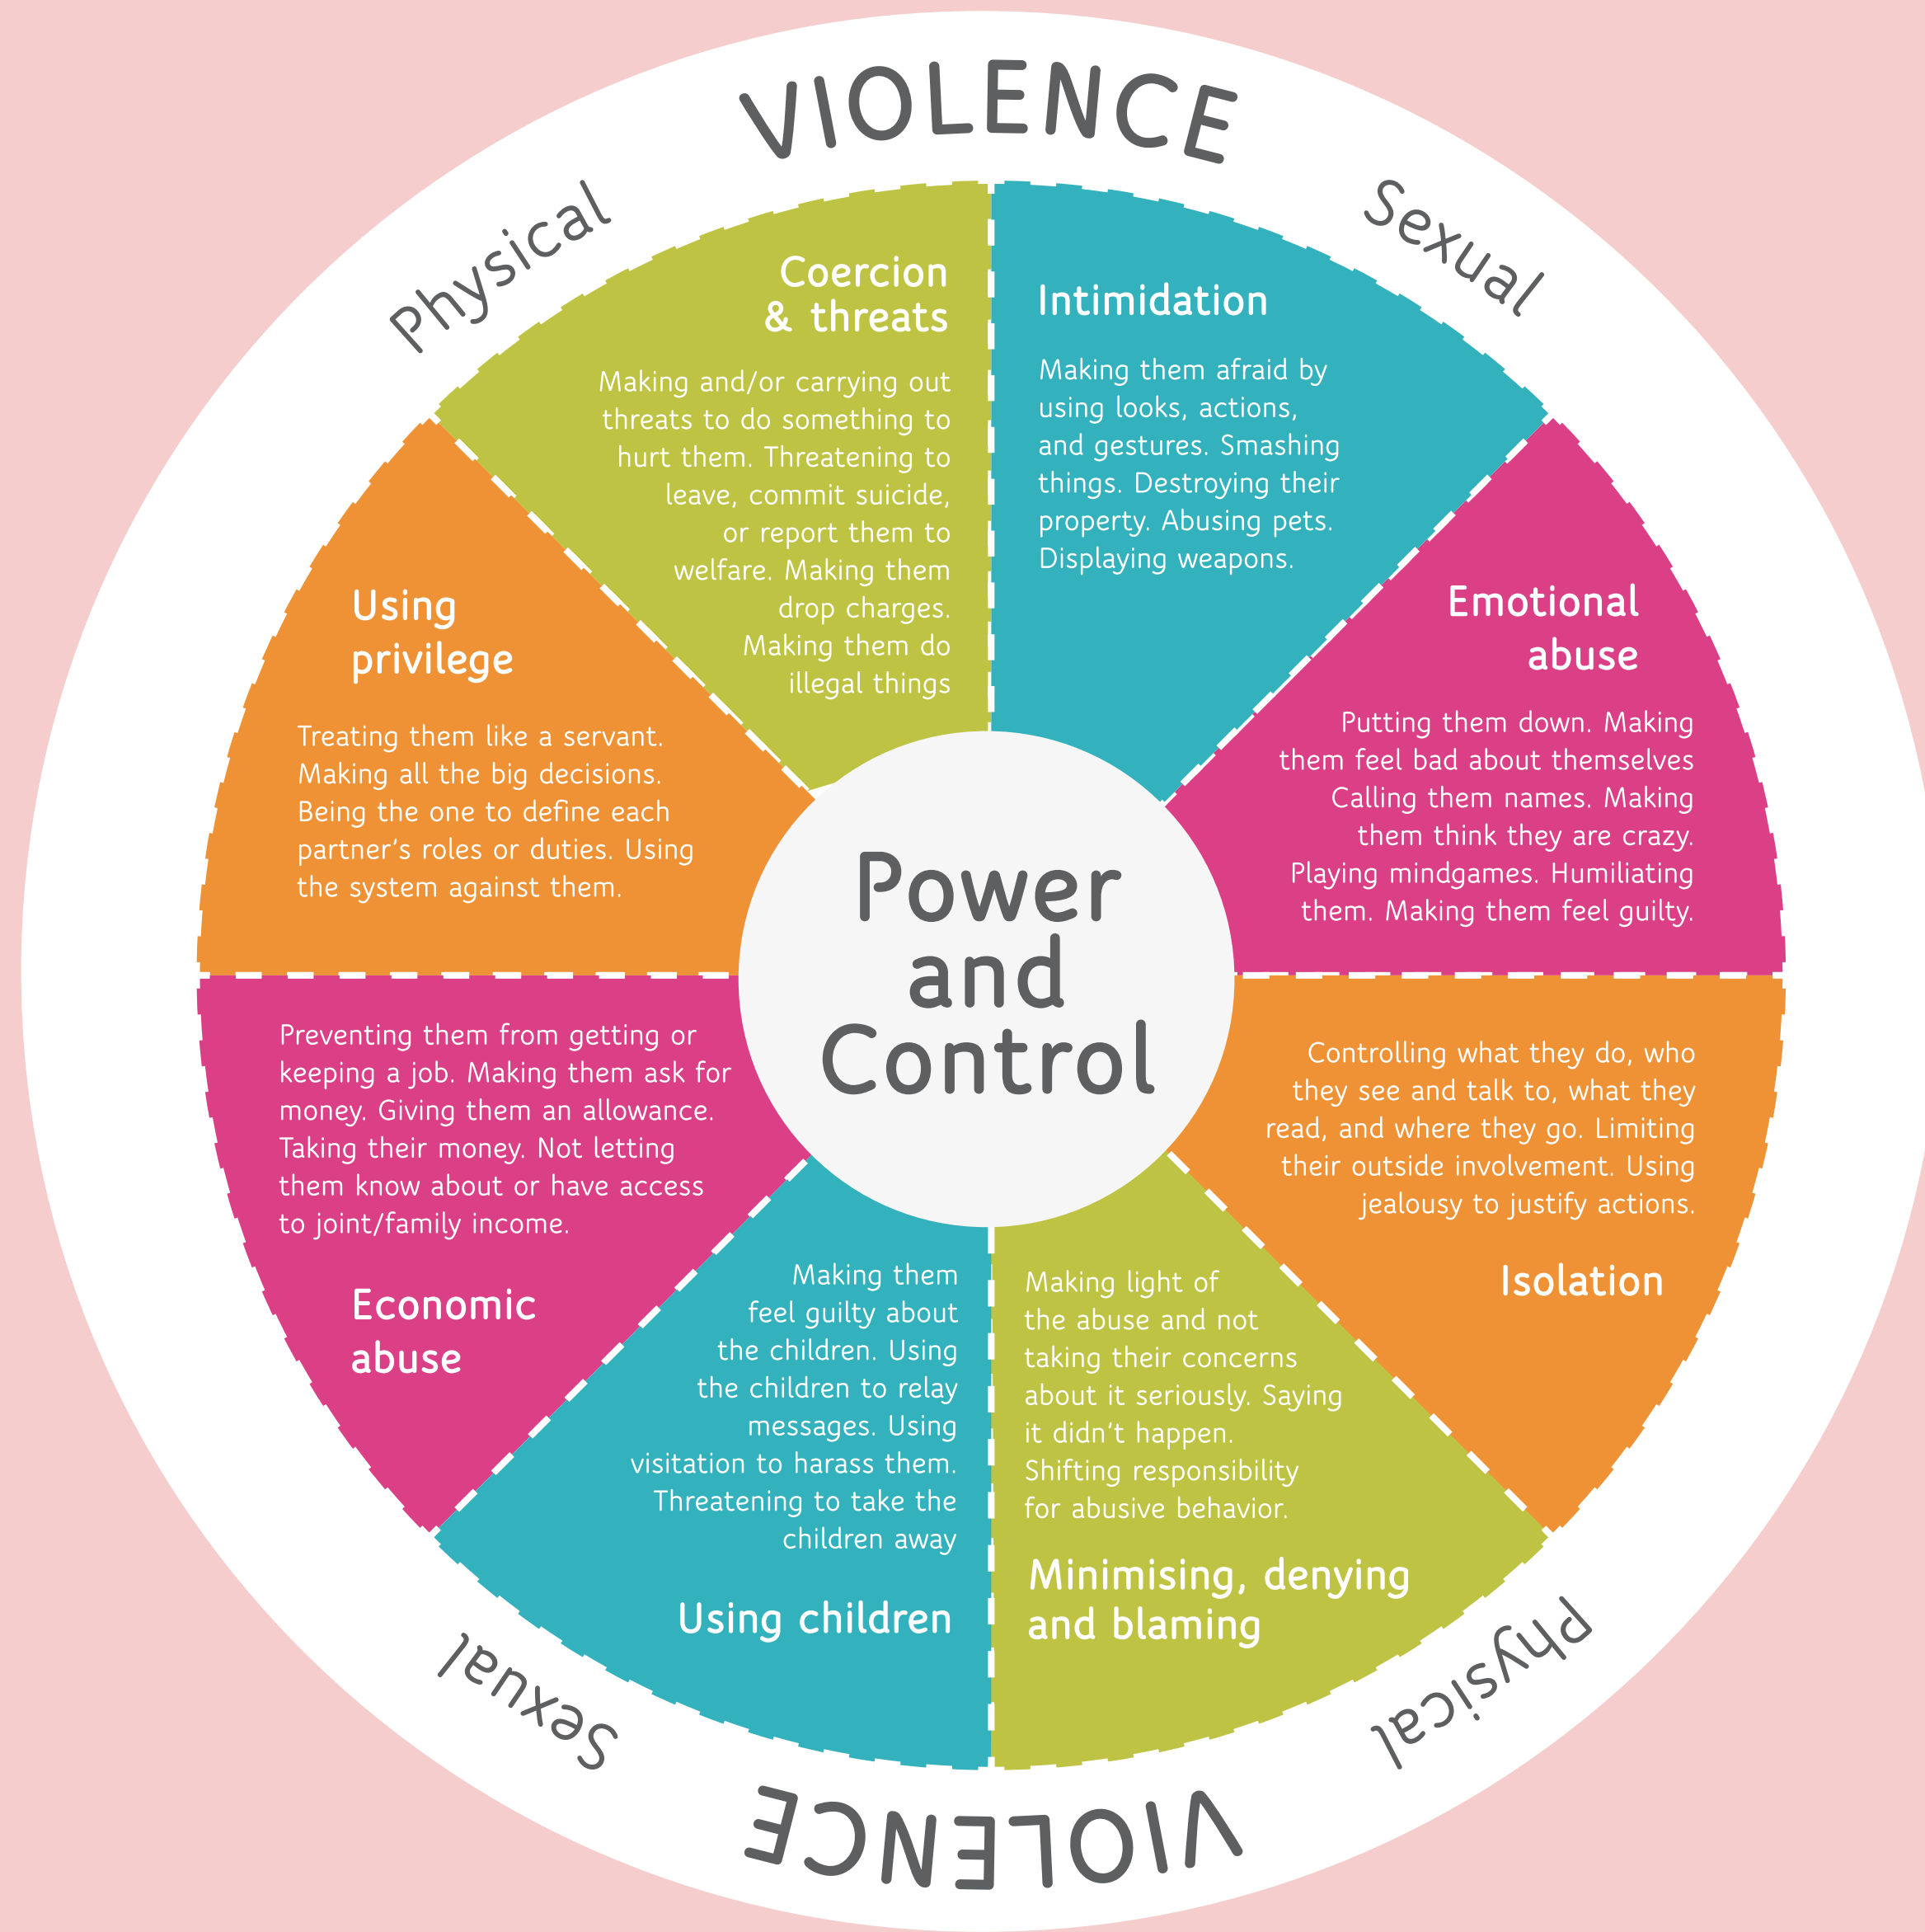 VIOLENCE
Physical
Sexual
Coercion
& threats
Making and/or carrying out
threats to do something to
hurt them. Threatening to
leave, commit suicide,
or report them to
welfare. Making them
drop charges.
Making them do
illegal things
Intimidation
Making them afraid by
using looks, actions,
and gestures. Smashing
things. Destroying their
property. Abusing pets.
Displaying weapons.
Emotional
abuse
Putting them down. Making
them feel bad about themselves
Calling them names. Making
them think they are crazy.
Playing mindgames. Humiliating
them. Making them feel guilty.
Using
privilege
Treating them like a servant.
Making all the big decisions.
Being the one to define each
partner's roles or duties. Using
the system against them.
Power
and
Control
Preventing them from getting or
keeping a job. Making them ask for
money. Giving them an allowance.
Taking their money. Not letting
them know about or have access
to joint/family income.
Economic
abuse
Controlling what they do, who
they see and talk to, what they
read, and where they go. Limiting
their outside involvement. Using
jealousy to justify actions.
Isolation
Making them
feel guilty about
the children. Using
the children to relay
messages. Using
visitation to harass them.
Threatening to take the
children away
Using children
Making light of
the abuse and not
taking their concerns
about it seriously. Saying
it didn't happen.
Shifting responsibility
for abusive behavior.
Minimising, denying
and blaming
Sexual
Physical
VIOLENCE